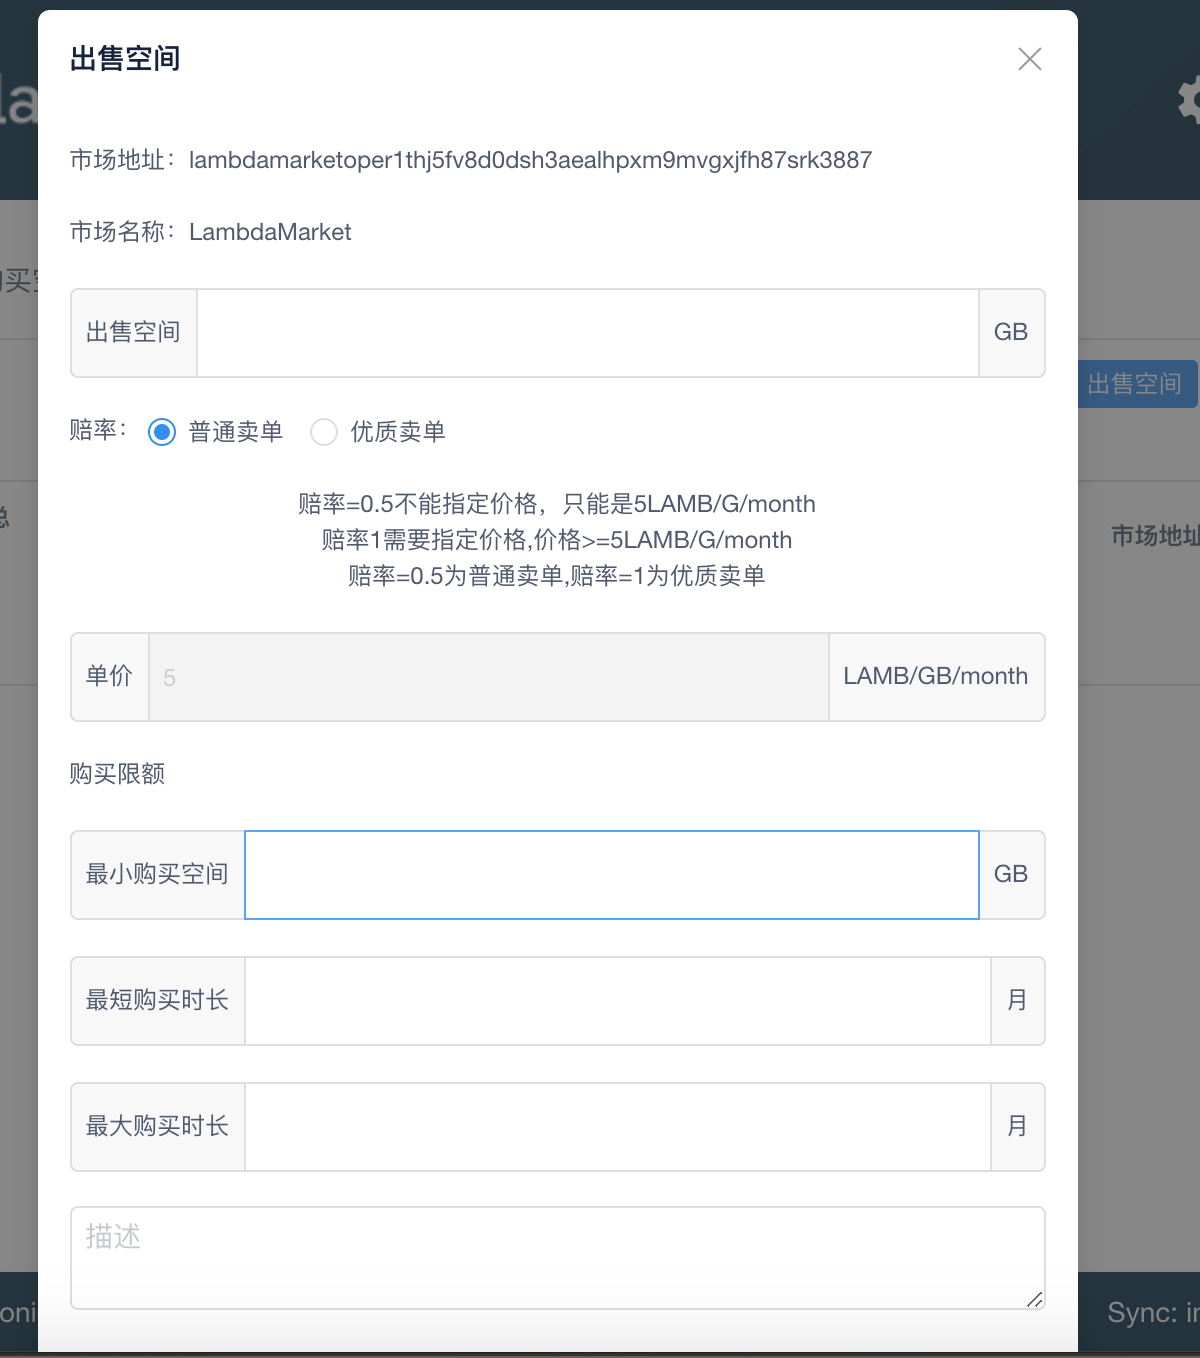 出售空间
市场地址：lambdamarketoper1thj5fv8d0dsh3aealhpxm9mvgxjfh87srk3887
市场名称：LambdaMarket
出售空间 GB
出售空间
赔率： 普通卖单 优质卖单
赔率=0.5不能指定价格，只能是5LAMB/G/month
赔率1需要指定价格,价格>=5LAMB/G/month
市场地址
赔率=0.5为普通卖单,赔率=1为优质卖单
单价 5 LAMB/GB/month
购买限额
最小购买空间 GB
最短购买时长 月
最大购买时长 月
描述
Sync: